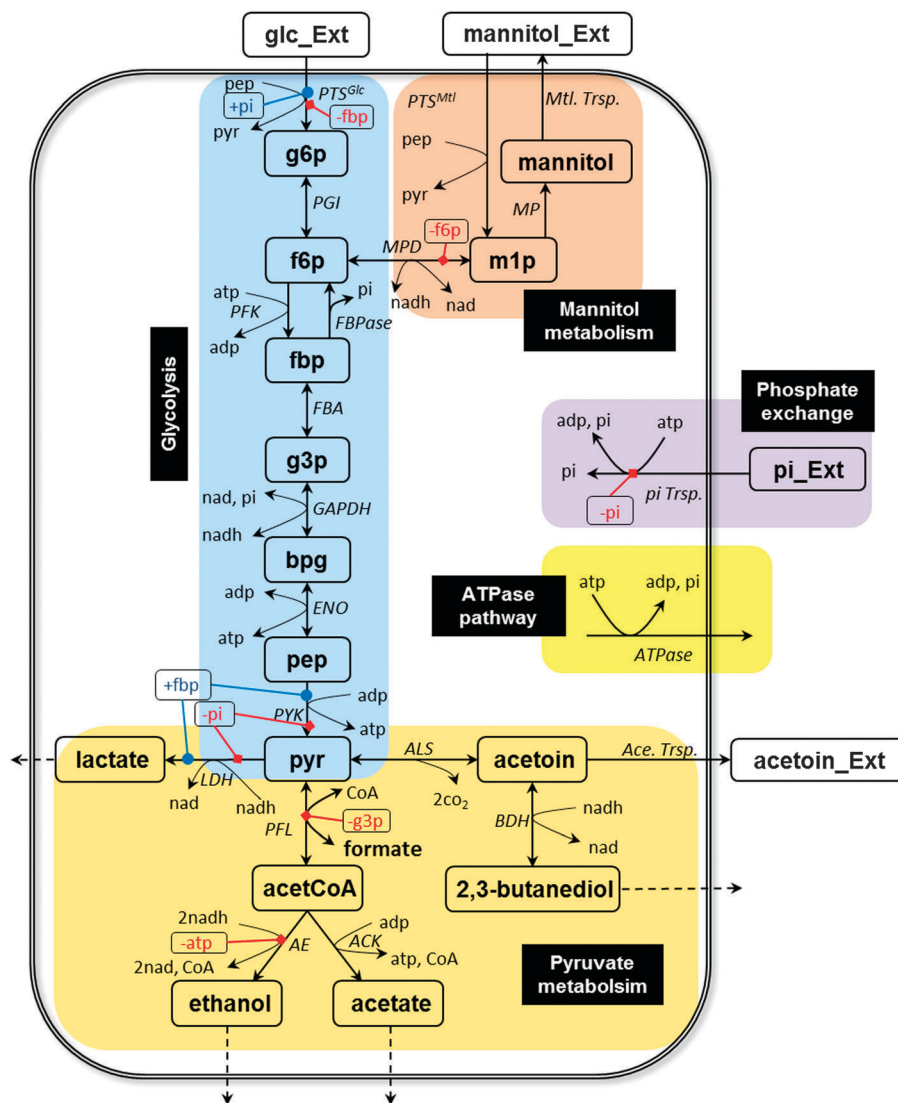 glc_Ext
mannitol_Ext
pep
PTS^Glc
+pi
-fbp
pyr
g6p
PGI
PTS^Mtl
Mtl. Trsp.
pep
mannitol
pyr
MP
-f6p
f6p
MPD
m1p
nadh
nad
atp
PFK
adp
pi
FBPase
fbp
Mannitol
metabolism
Glycolysis
FBA
g3p
nad, pi
GAPDH
nadh
bpg
adp
ENO
atp
pep
Phosphate
exchange
adp, pi
atp
pi
pi Trsp.
pi_Ext
-pi
ATPase
pathway
atp
adp, pi
ATPase
+fbp
-pi
adp
PYK
atp
lactate
LDH
nad
nadh
pyr
ALS
2co₂
acetoin
Ace. Trsp.
acetoin_Ext
CoA
PFL
-g3p
formate
BDH
nadh
nad
acetCoA
2,3-butanediol
2nadh
-atp
AE
2nad, CoA
adp
ACK
atp, CoA
ethanol
acetate
Pyruvate
metabolsim